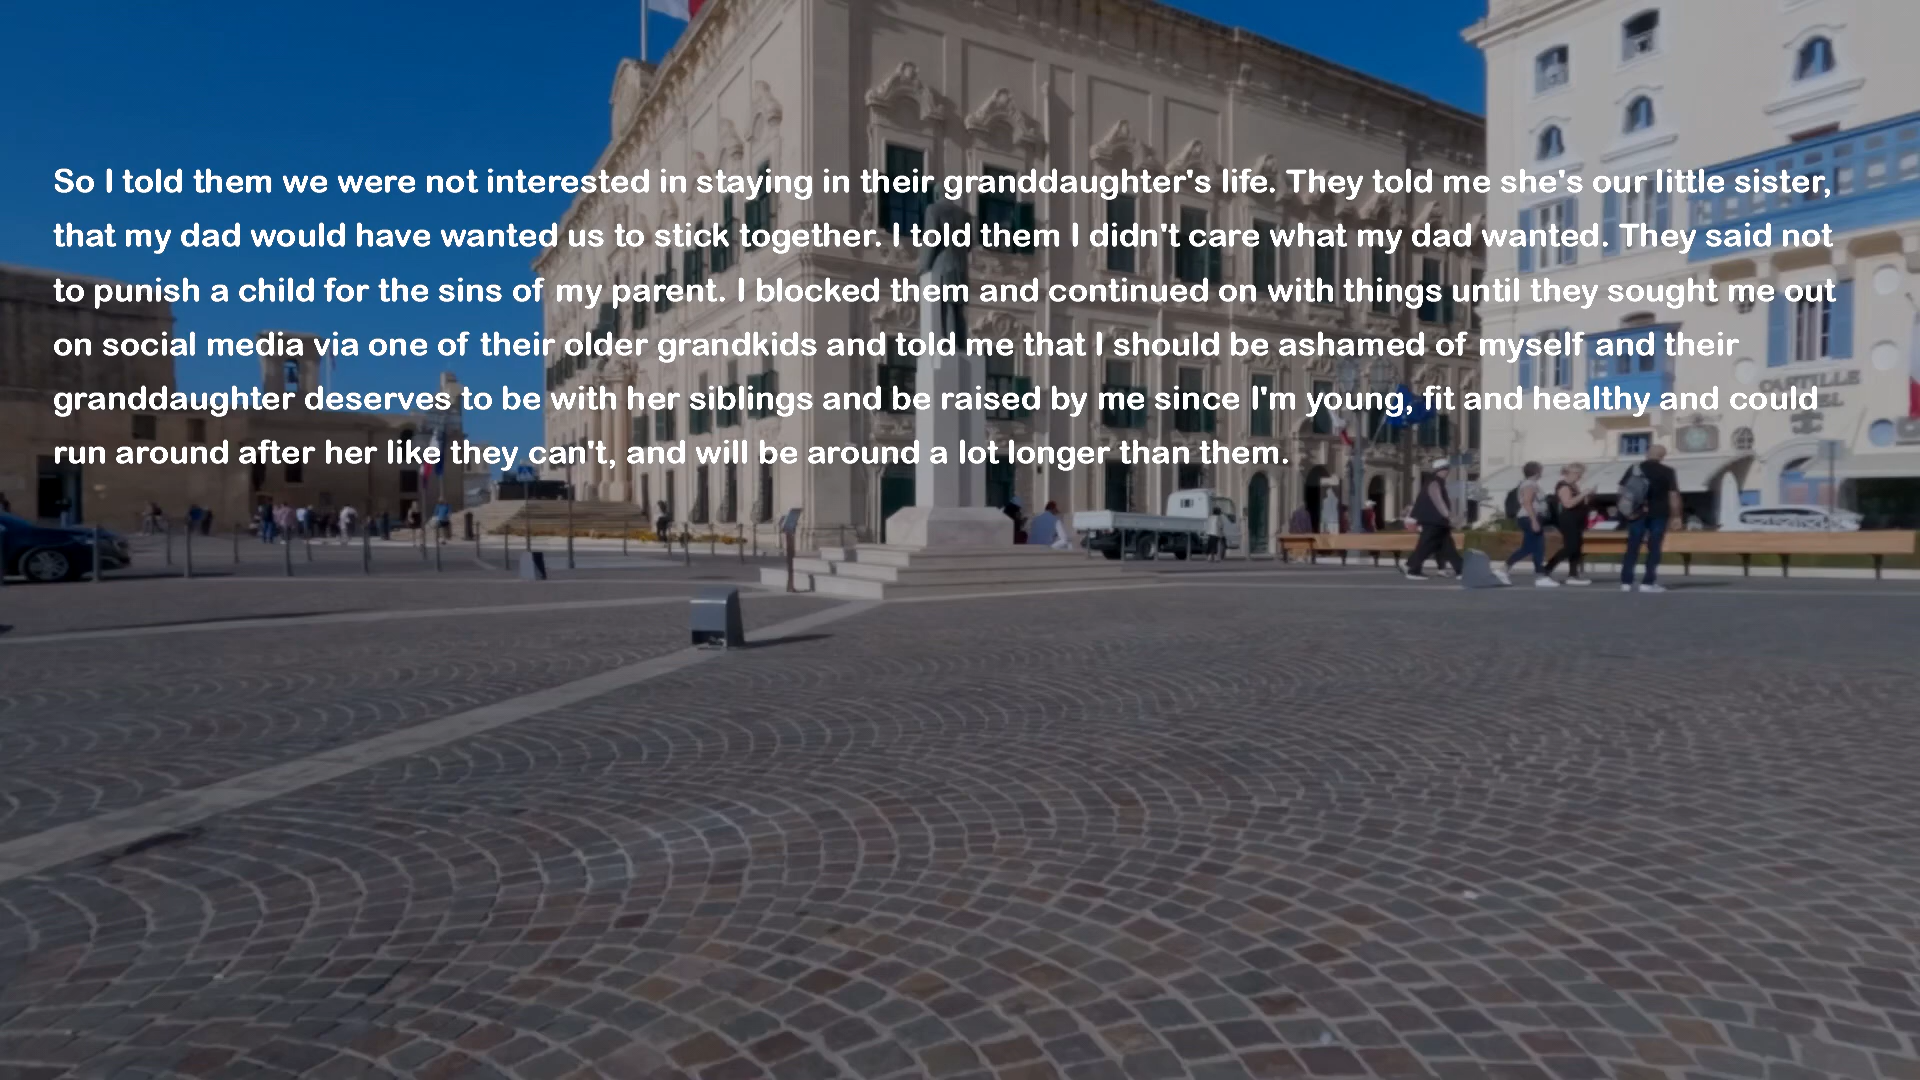 So I told them we were not interested in staying in their granddaughter's life. They told me she's our little sister,
that my dad would have wanted us to stick together. I told them I didn't care what my dad wanted. They said not
to punish a child for the sins of my parent. I blocked them and continued on with things until they sought me out
on social media via one of their older grandkids and told me that I should be ashamed of myself and their
granddaughter deserves to be with her siblings and be raised by me since I'm young, fit and healthy and could
run around after her like they can't, and will be around a lot longer than them.
CASTILLE